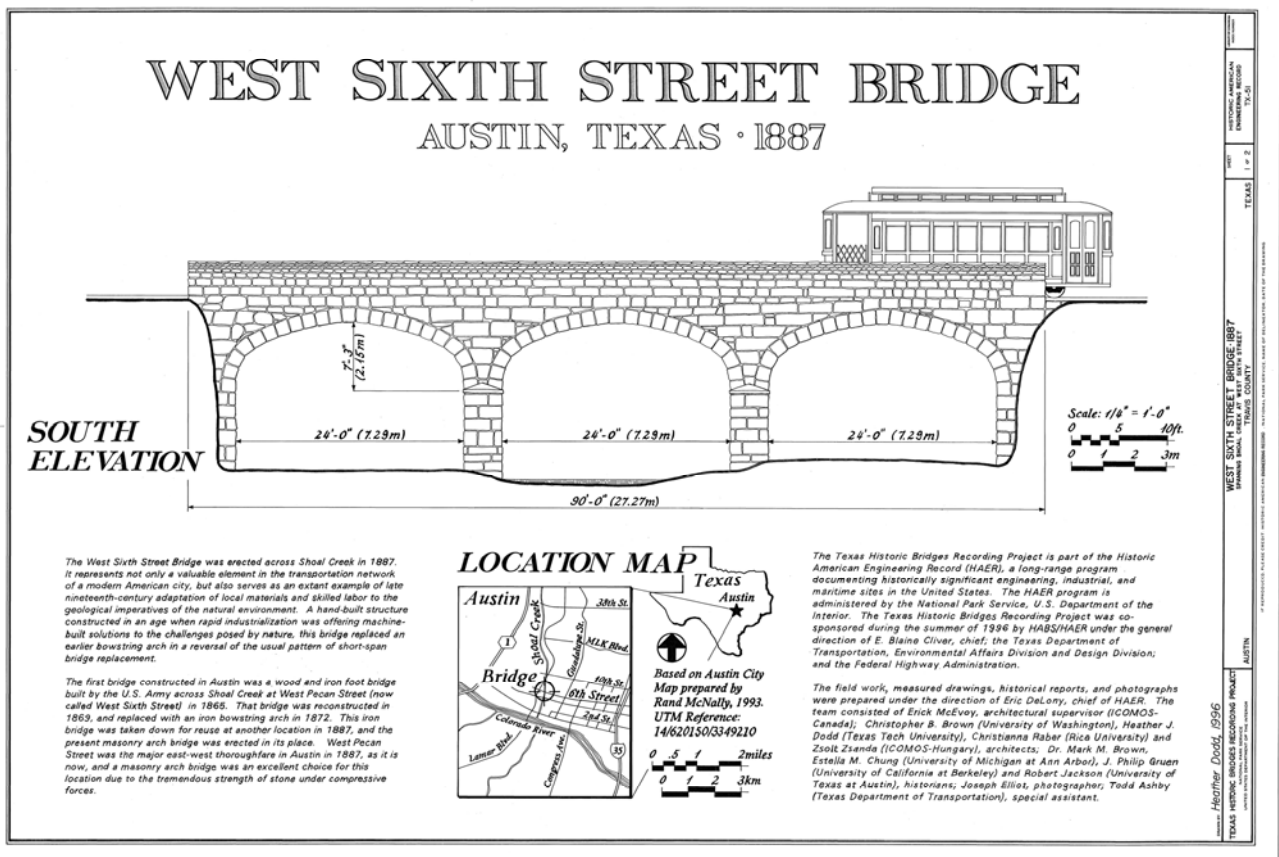 WEST SIXTH STREET BRIDGE
AUSTIN, TEXAS · 1887
7'-3"
(2.15m)
SOUTH
ELEVATION
24'-0" (7.29m)
24'-0" (7.29m)
24'-0" (7.29m)
90'-0" (27.27m)
Scale: 1/4" = 1'-0"
0 5 10ft.
0 1 2 3m
The West Sixth Street Bridge was erected across Shoal Creek in 1887.
It represents not only a valuable element in the transportation network
of a modern American city, but also serves as an extant example of late
nineteenth-century adaptation of local materials and skilled labor to the
geological imperatives of the natural environment. A hand-built structure
constructed in an age when rapid industrialization was offering machine-
built solutions to the challenges posed by nature, this bridge replaced an
earlier bowstring arch in a reversal of the usual pattern of short-span
bridge replacement.
The first bridge constructed in Austin was a wood and iron foot bridge
built by the U.S. Army across Shoal Creek at West Pecan Street (now
called West Sixth Street) in 1865. That bridge was reconstructed in
1869, and replaced with an iron bowstring arch in 1872. This iron
bridge was taken down for reuse at another location in 1887, and the
present masonry arch bridge was erected in its place. West Pecan
Street was the major east-west thoroughfare in Austin in 1887, as it is
now, and a masonry arch bridge was an excellent choice for this
location due to the tremendous strength of stone under compressive
forces.
LOCATION MAP
Texas
Austin
Austin
38th St.
Shoal Creek
Guadalupe St.
1
MLK Blvd.
Bridge
10th St.
6th Street
2nd St.
Colorado River
Lamar Blvd.
Congress Ave.
35
Based on Austin City
Map prepared by
Rand McNally, 1993.
UTM Reference:
14/620150/3349210
0 .5 1 2miles
0 1 2 3km
The Texas Historic Bridges Recording Project is part of the Historic
American Engineering Record (HAER), a long-range program
documenting historically significant engineering, industrial, and
maritime sites in the United States. The HAER program is
administered by the National Park Service, U.S. Department of the
Interior. The Texas Historic Bridges Recording Project was co-
sponsored during the summer of 1996 by HABS/HAER under the general
direction of E. Blaine Cliver, chief; the Texas Department of
Transportation, Environmental Affairs Division and Design Division;
and the Federal Highway Administration.
The field work, measured drawings, historical reports, and photographs
were prepared under the direction of Eric DeLony, chief of HAER. The
team consisted of Erick McEvoy, architectural supervisor (ICOMOS-
Canada); Christopher B. Brown (University of Washington), Heather J.
Dodd (Texas Tech University), Christianna Raber (Rice University) and
Zsolt Zsanda (ICOMOS-Hungary), architects; Dr. Mark M. Brown,
Estella M. Chung (University of Michigan at Ann Arbor), J. Philip Gruen
(University of California at Berkeley) and Robert Jackson (University of
Texas at Austin), historians; Joseph Elliot, photographer; Todd Ashby
(Texas Department of Transportation), special assistant.
HISTORIC AMERICAN
ENGINEERING RECORD
TX-51
SHEET
1 OF 2
TEXAS
WEST SIXTH STREET BRIDGE·1887
SPANNING SHOAL CREEK AT WEST SIXTH STREET
TRAVIS COUNTY
AUSTIN
TEXAS HISTORIC BRIDGES RECORDING PROJECT
NATIONAL PARK SERVICE
UNITED STATES DEPARTMENT OF THE INTERIOR
DRAWN BY: Heather Dodd, 1996